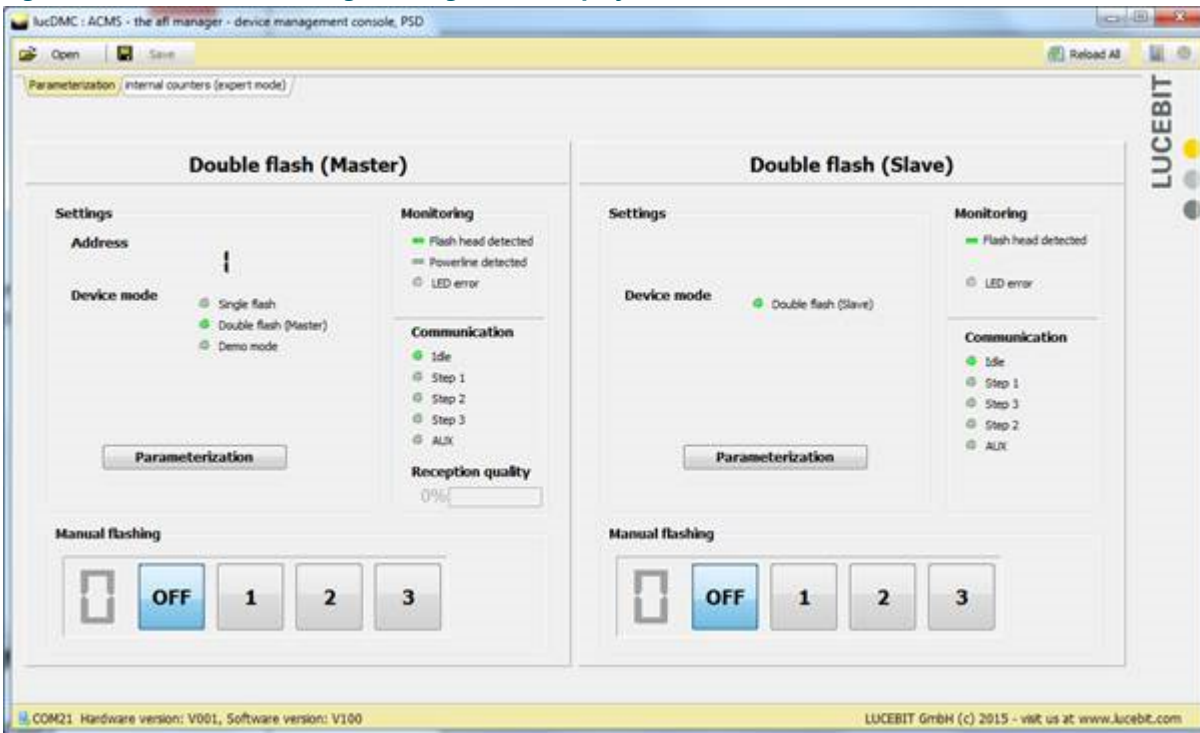 lucDMC : ACMS - the afl manager - device management console, PSD
Open Save Reload All
Parameterization internal counters (expert mode)
LUCEBIT
Double flash (Master)
Settings
Address
1
Device mode
Single flash
Double flash (Master)
Demo mode
Parameterization
Monitoring
Flash head detected
Powerline detected
LED error
Communication
Idle
Step 1
Step 2
Step 3
AUX
Reception quality
0%
Manual flashing
0 OFF 1 2 3
Double flash (Slave)
Settings
Device mode
Double flash (Slave)
Parameterization
Monitoring
Flash head detected
LED error
Communication
Idle
Step 1
Step 3
Step 2
AUX
Manual flashing
0 OFF 1 2 3
COM21 Hardware version: V001, Software version: V100
LUCEBIT GmbH (c) 2015 - visit us at www.lucebit.com